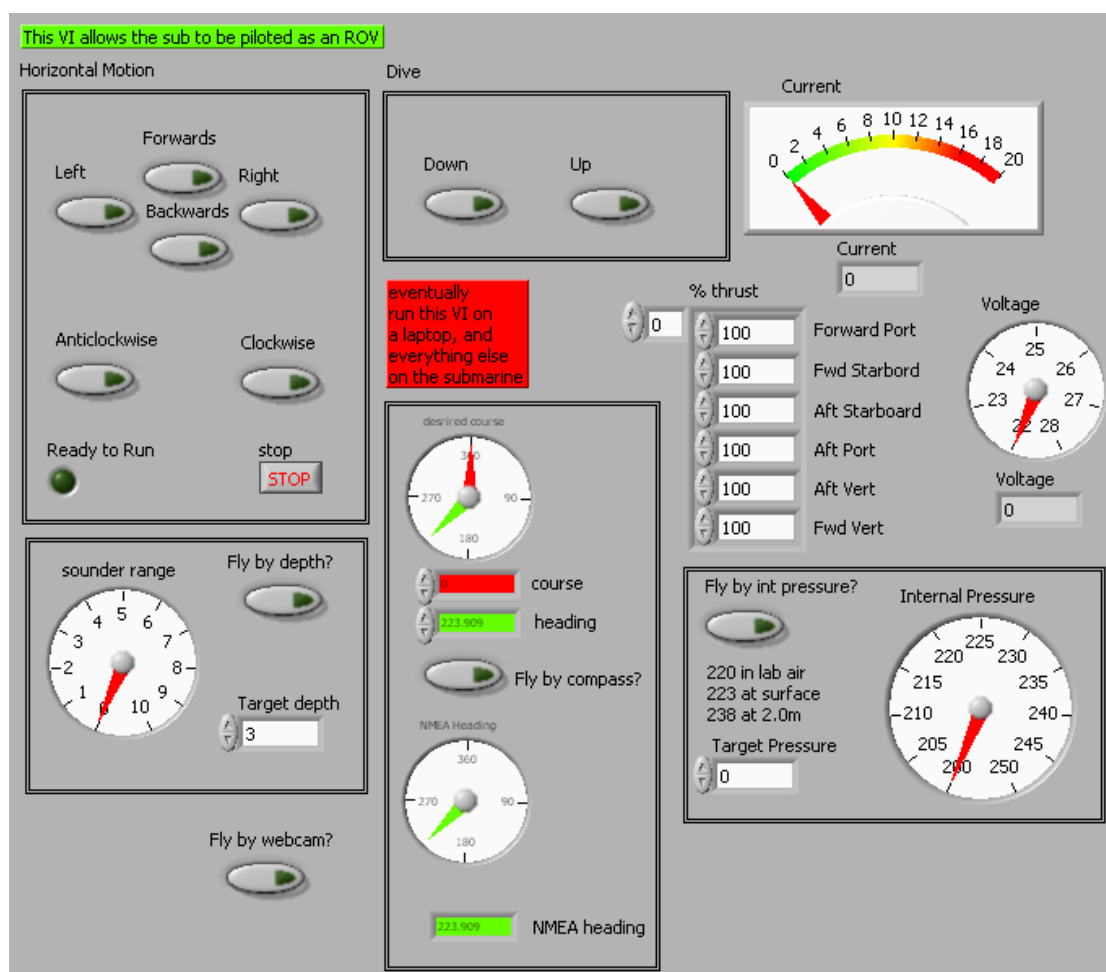 This VI allows the sub to be piloted as an ROV
Horizontal Motion
Forwards
Left
Right
Backwards
Anticlockwise
Clockwise
Ready to Run
stop
STOP
Dive
Down
Up
Current
0 2 4 6 8 10 12 14 16 18 20
Current
0
eventually
run this VI on
a laptop, and
everything else
on the submarine
% thrust
0
100 Forward Port
100 Fwd Starbord
100 Aft Starboard
100 Aft Port
100 Aft Vert
100 Fwd Vert
Voltage
22 23 24 25 26 27 28
Voltage
0
sounder range
0 1 2 3 4 5 6 7 8 9 10
Fly by depth?
Target depth
3
Fly by webcam?
desrired course
360
270
90
180
0 course
223.909 heading
Fly by compass?
NMEA Heading
360
270
90
180
223.909 NMEA heading
Fly by int pressure?
220 in lab air
223 at surface
238 at 2.0m
Target Pressure
0
Internal Pressure
200 205 210 215 220 225 230 235 240 245 250